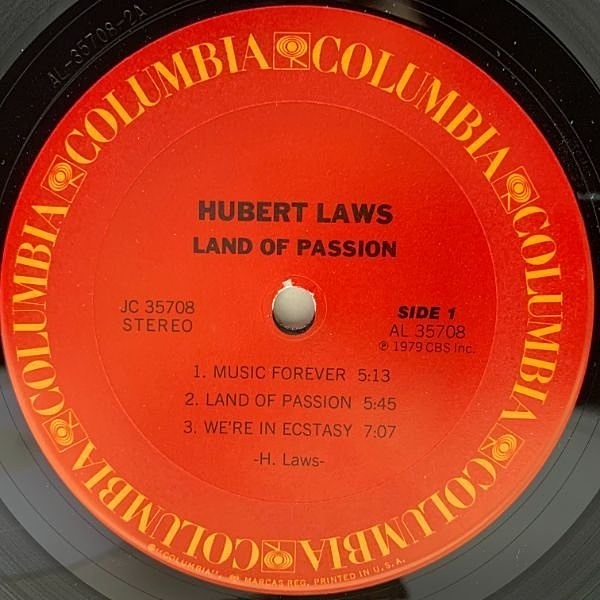 AL-35708-2A
COLUMBIA COLUMBIA COLUMBIA COLUMBIA COLUMBIA COLUMBIA
HUBERT LAWS
LAND OF PASSION
JC 35708
STEREO
SIDE 1
AL 35708
℗ 1979 CBS Inc.
1. MUSIC FOREVER 5:13
2. LAND OF PASSION 5:45
3. WE'RE IN ECSTASY 7:07
-H. Laws-
"COLUMBIA", MARCAS REG. PRINTED IN U.S.A.